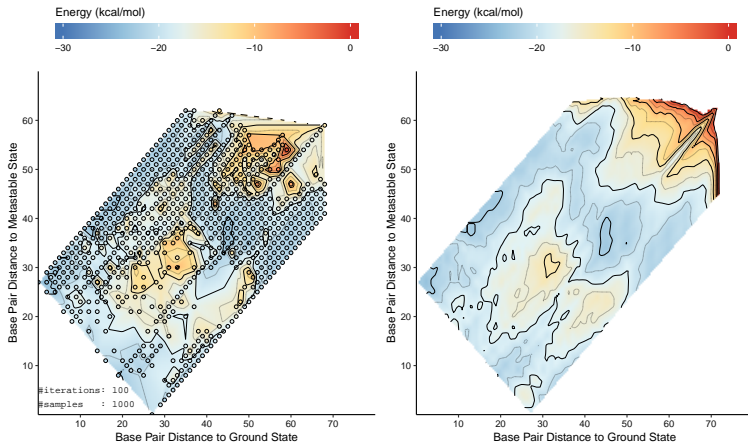 Energy (kcal/mol)
−30 −20 −10 0
Base Pair Distance to Metastable State
60
50
40
30
20
10
#iterations: 100
#samples : 1000
10 20 30 40 50 60 70
Base Pair Distance to Ground State
Energy (kcal/mol)
−30 −20 −10 0
Base Pair Distance to Metastable State
60
50
40
30
20
10
10 20 30 40 50 60 70
Base Pair Distance to Ground State